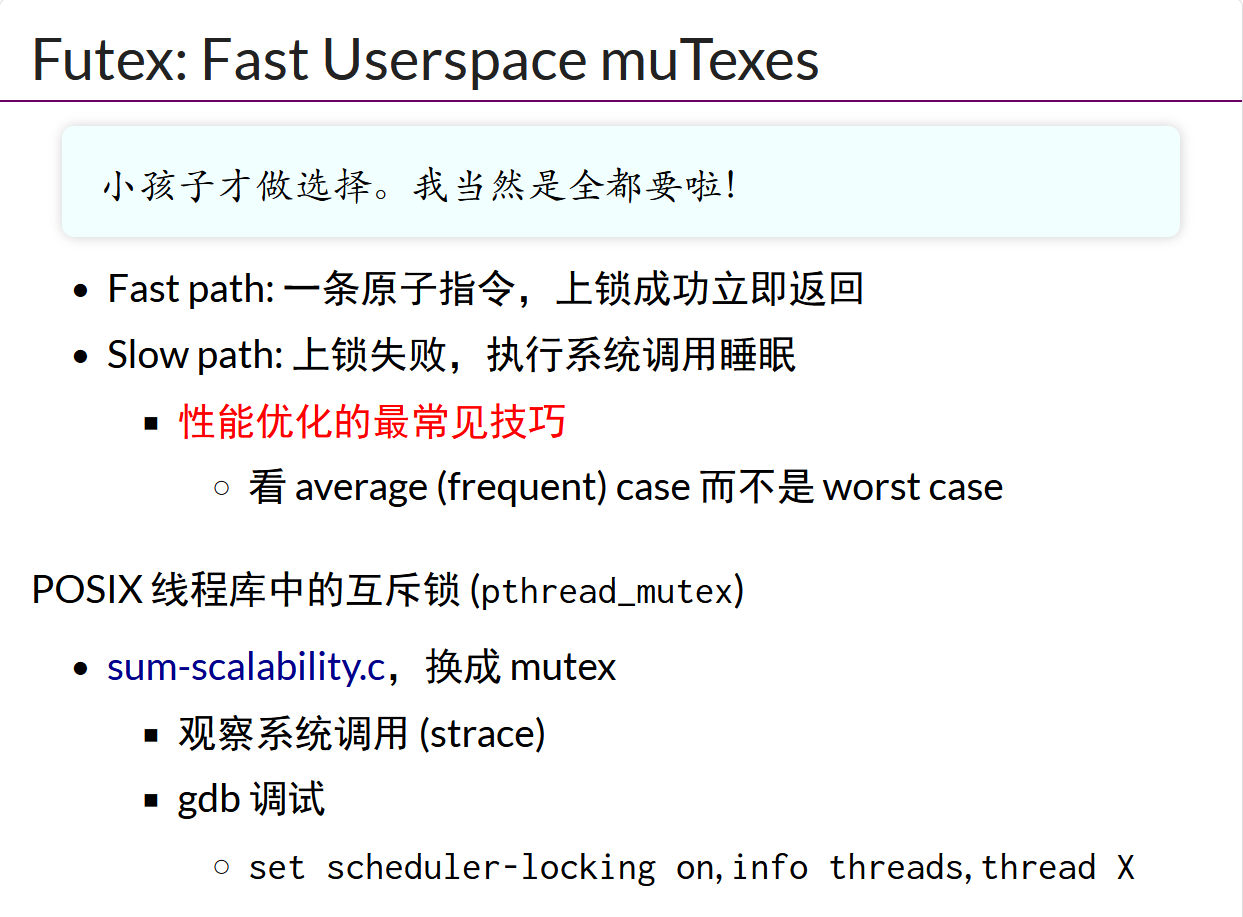 Futex: Fast Userspace muTexes
小孩子才做选择。我当然是全都要啦!
Fast path: 一条原子指令，上锁成功立即返回
Slow path: 上锁失败，执行系统调用睡眠
性能优化的最常见技巧
看 average (frequent) case 而不是 worst case
POSIX 线程库中的互斥锁 (pthread_mutex)
sum-scalability.c，换成 mutex
观察系统调用 (strace)
gdb 调试
set scheduler-locking on, info threads, thread X